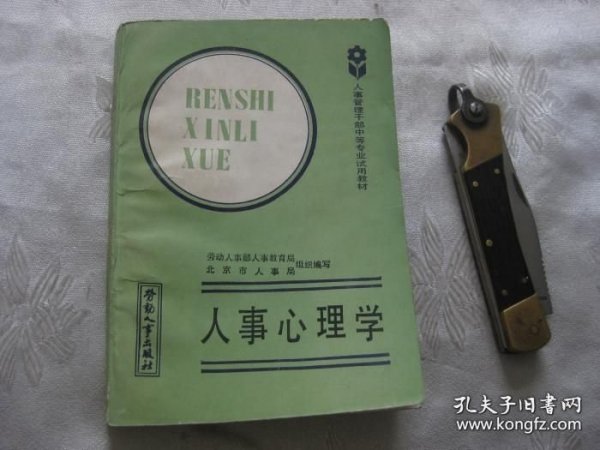 RENSHI
XINLI
XUE
人事管理干部中等专业试用教材
劳动人事部人事教育局
北京市人事局
组织编写
人事心理学
劳动人事出版社
孔夫子旧书网
www.kongfz.com